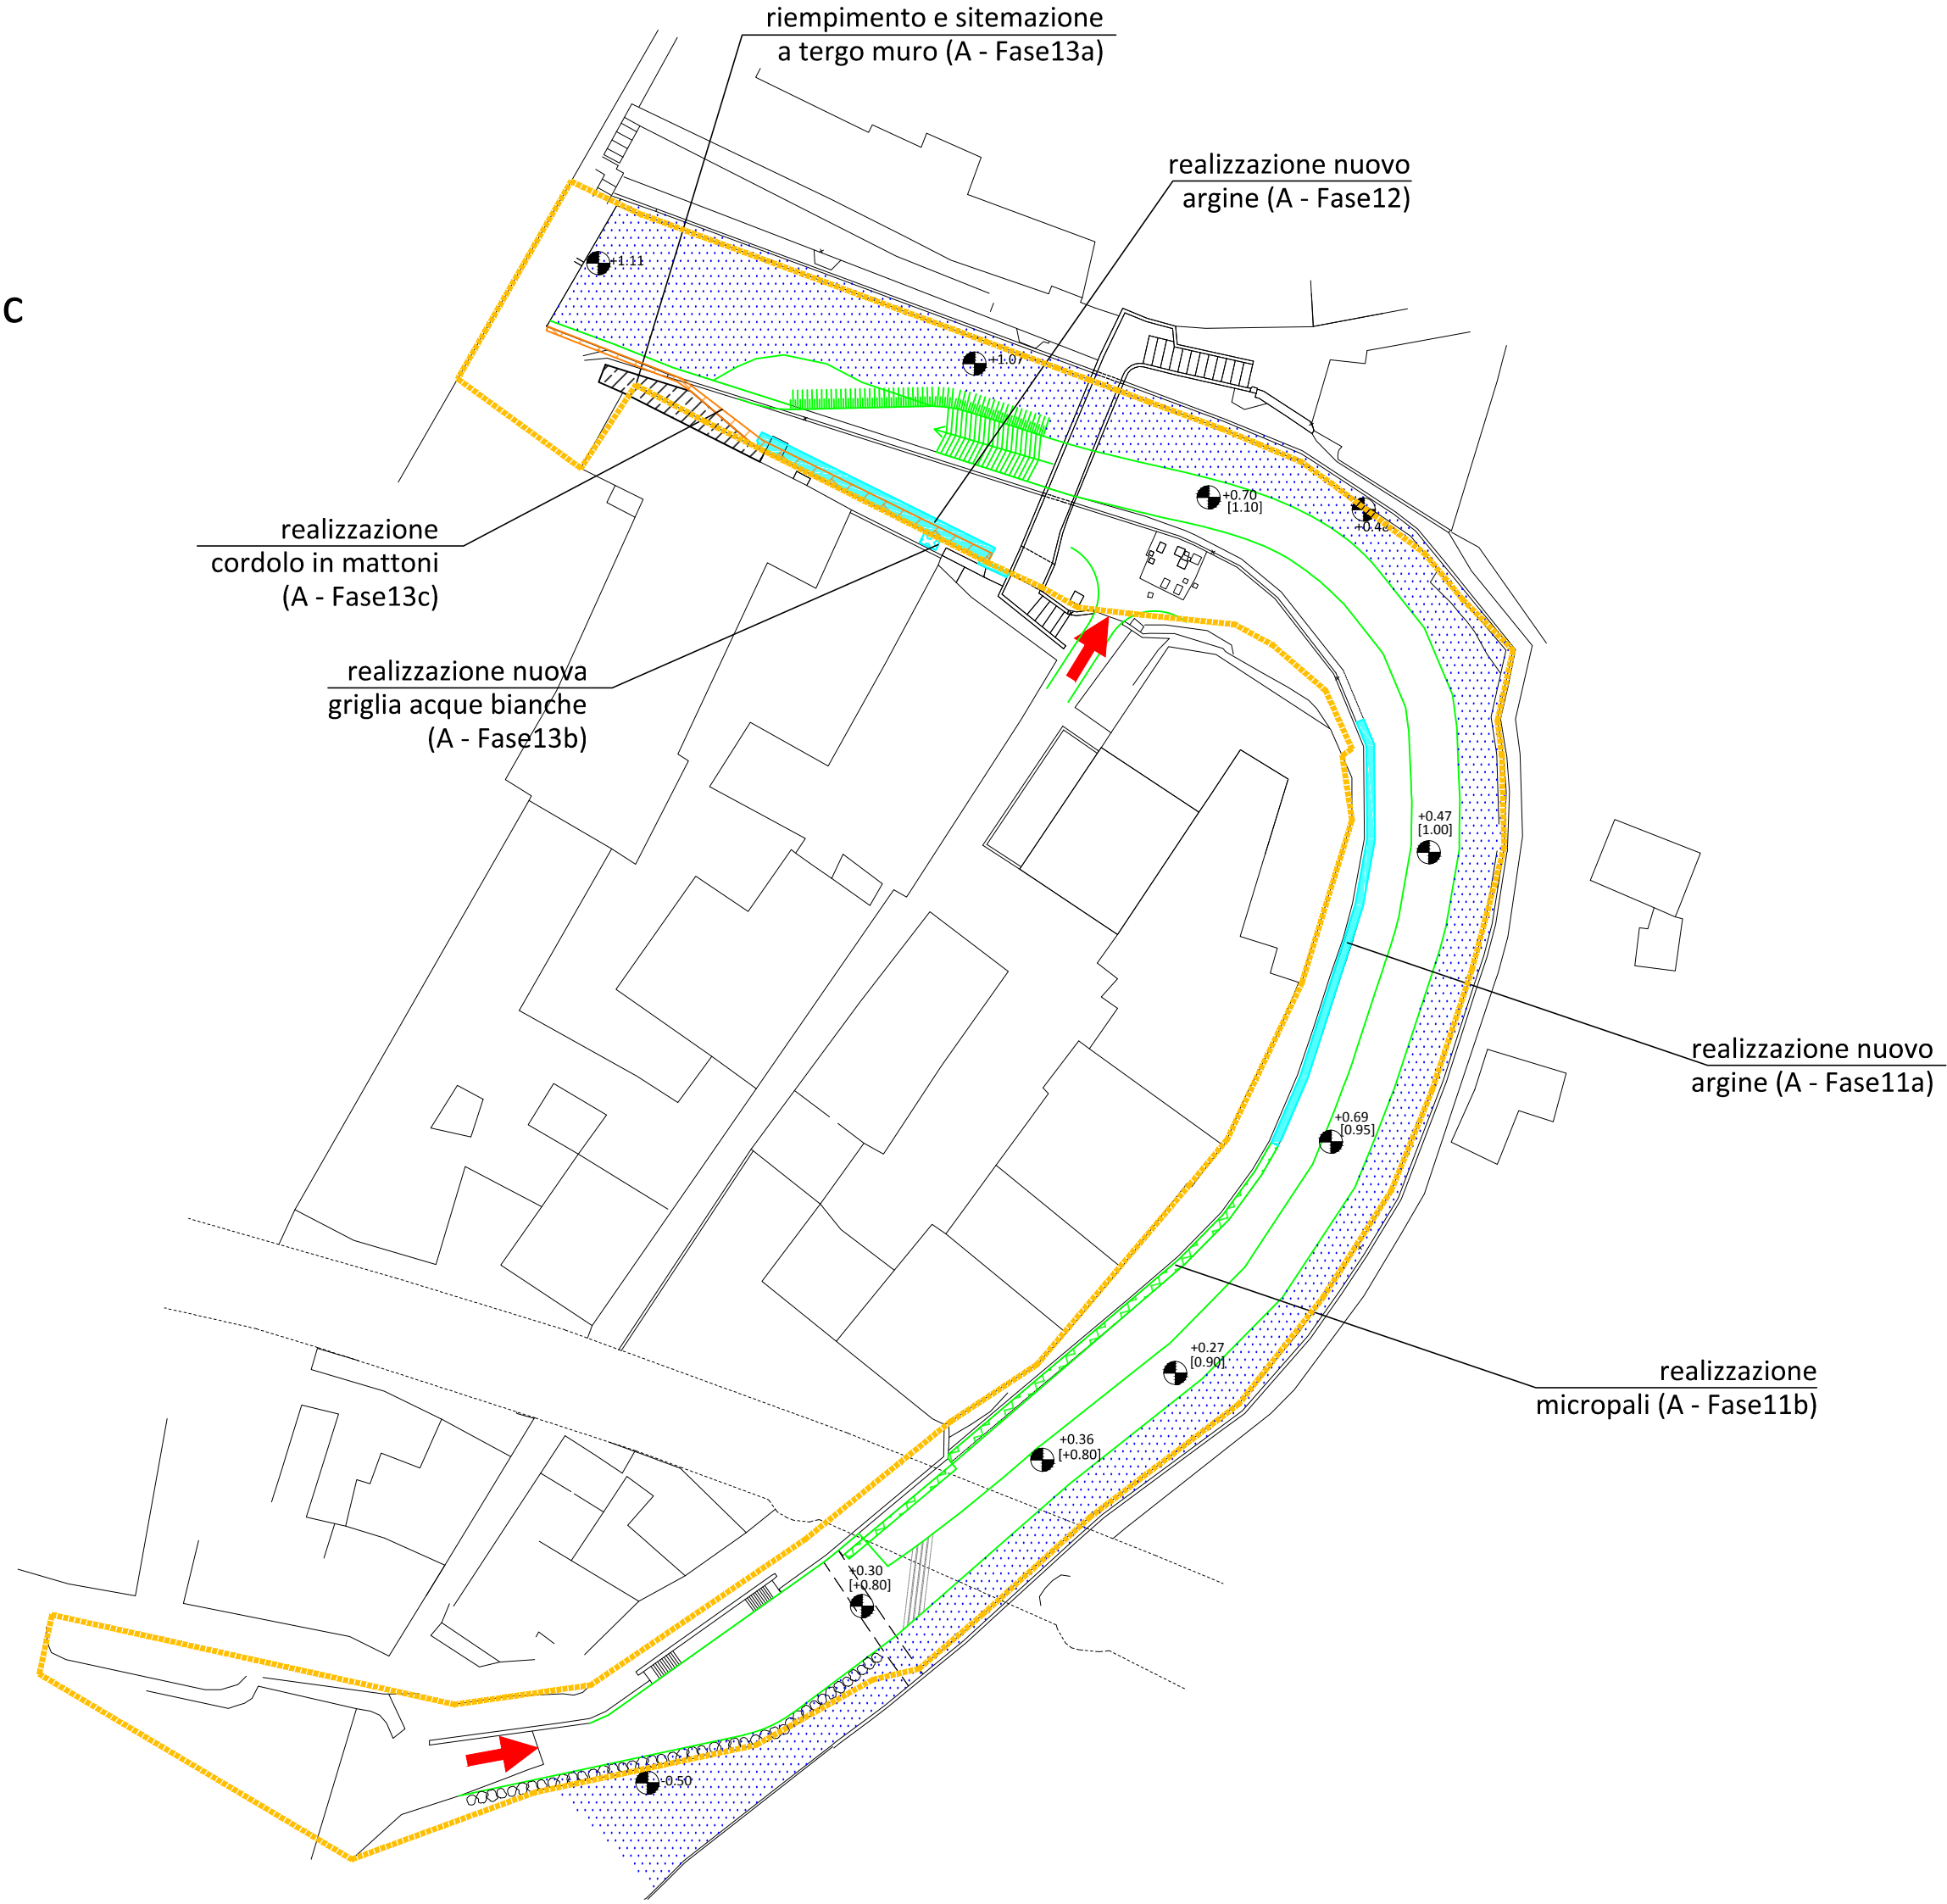 riempimento e sitemazione
a tergo muro (A - Fase13a)
realizzazione nuovo
argine (A - Fase12)
+1.11
c
+1.07
+0.70
[1.10]
+0.48
realizzazione
cordolo in mattoni
(A - Fase13c)
realizzazione nuova
griglia acque bianche
(A - Fase13b)
+0.47
[1.00]
realizzazione nuovo
argine (A - Fase11a)
+0.69
[0.95]
+0.27
[0.90]
realizzazione
micropali (A - Fase11b)
+0.36
[+0.80]
+0.30
[+0.80]
-0.50